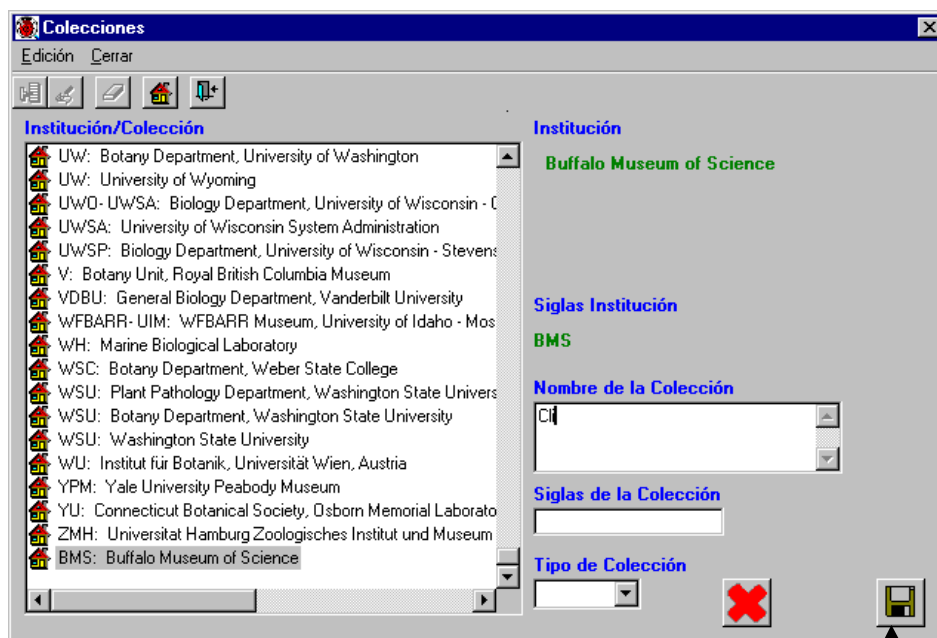 Colecciones
Edición Cerrar
Institución/Colección
UW: Botany Department, University of Washington
UW: University of Wyoming
UWO- UWSA: Biology Department, University of Wisconsin - O
UWSA: University of Wisconsin System Administration
UWSP: Biology Department, University of Wisconsin - Stevens
V: Botany Unit, Royal British Columbia Museum
VDBU: General Biology Department, Vanderbilt University
WFBARR- UIM: WFBARR Museum, University of Idaho - Mos
WH: Marine Biological Laboratory
WSC: Botany Department, Weber State College
WSU: Plant Pathology Department, Washington State Univers
WSU: Botany Department, Washington State University
WSU: Washington State University
WU: Institut für Botanik, Universität Wien, Austria
YPM: Yale University Peabody Museum
YU: Connecticut Botanical Society, Osborn Memorial Laborato
ZMH: Universitat Hamburg Zoologisches Institut und Museum
BMS: Buffalo Museum of Science
Institución
Buffalo Museum of Science
Siglas Institución
BMS
Nombre de la Colección
Cli
Siglas de la Colección
Tipo de Colección